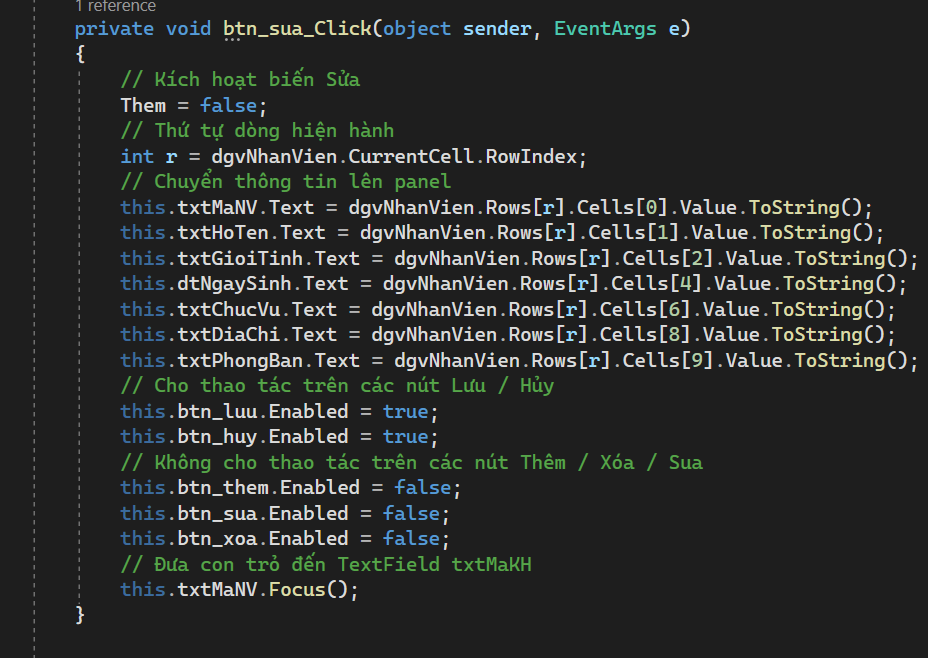 1 reference
private void btn_sua_Click(object sender, EventArgs e)
{
// Kích hoạt biến Sửa
Them = false;
// Thứ tự dòng hiện hành
int r = dgvNhanVien.CurrentCell.RowIndex;
// Chuyển thông tin lên panel
this.txtMaNV.Text = dgvNhanVien.Rows[r].Cells[0].Value.ToString();
this.txtHoTen.Text = dgvNhanVien.Rows[r].Cells[1].Value.ToString();
this.txtGioiTinh.Text = dgvNhanVien.Rows[r].Cells[2].Value.ToString();
this.dtNgaySinh.Text = dgvNhanVien.Rows[r].Cells[4].Value.ToString();
this.txtChucVu.Text = dgvNhanVien.Rows[r].Cells[6].Value.ToString();
this.txtDiaChi.Text = dgvNhanVien.Rows[r].Cells[8].Value.ToString();
this.txtPhongBan.Text = dgvNhanVien.Rows[r].Cells[9].Value.ToString();
// Cho thao tác trên các nút Lưu / Hủy
this.btn_luu.Enabled = true;
this.btn_huy.Enabled = true;
// Không cho thao tác trên các nút Thêm / Xóa / Sua
this.btn_them.Enabled = false;
this.btn_sua.Enabled = false;
this.btn_xoa.Enabled = false;
// Đưa con trỏ đến TextField txtMaKH
this.txtMaNV.Focus();
}